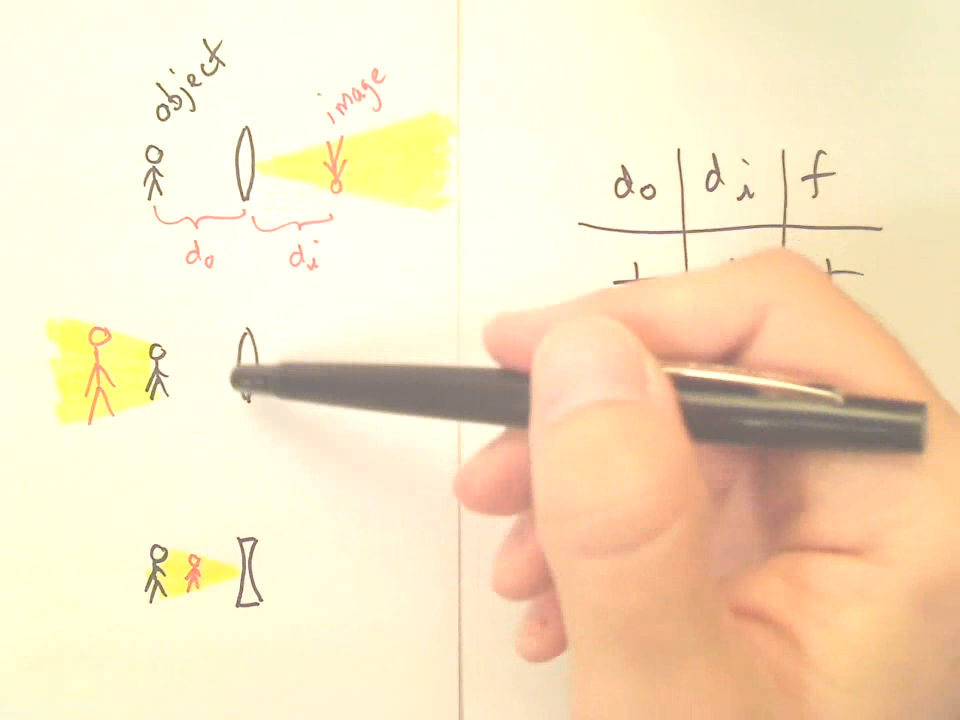 object
image
do di
do di f
+